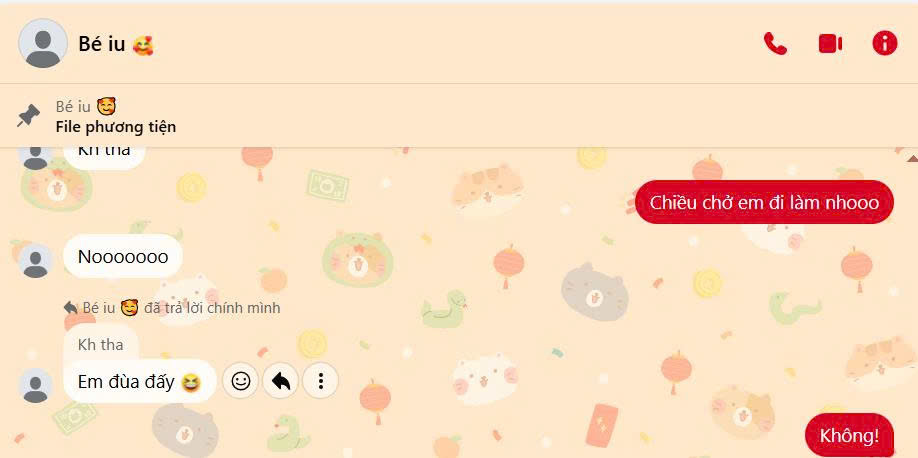 Bé iu 🥰
Bé iu 🥰
File phương tiện
Kh tha
Chiều chở em đi làm nhooo
Nooooooo
Bé iu 🥰 đã trả lời chính mình
Kh tha
Em đùa đấy 😆
Không!